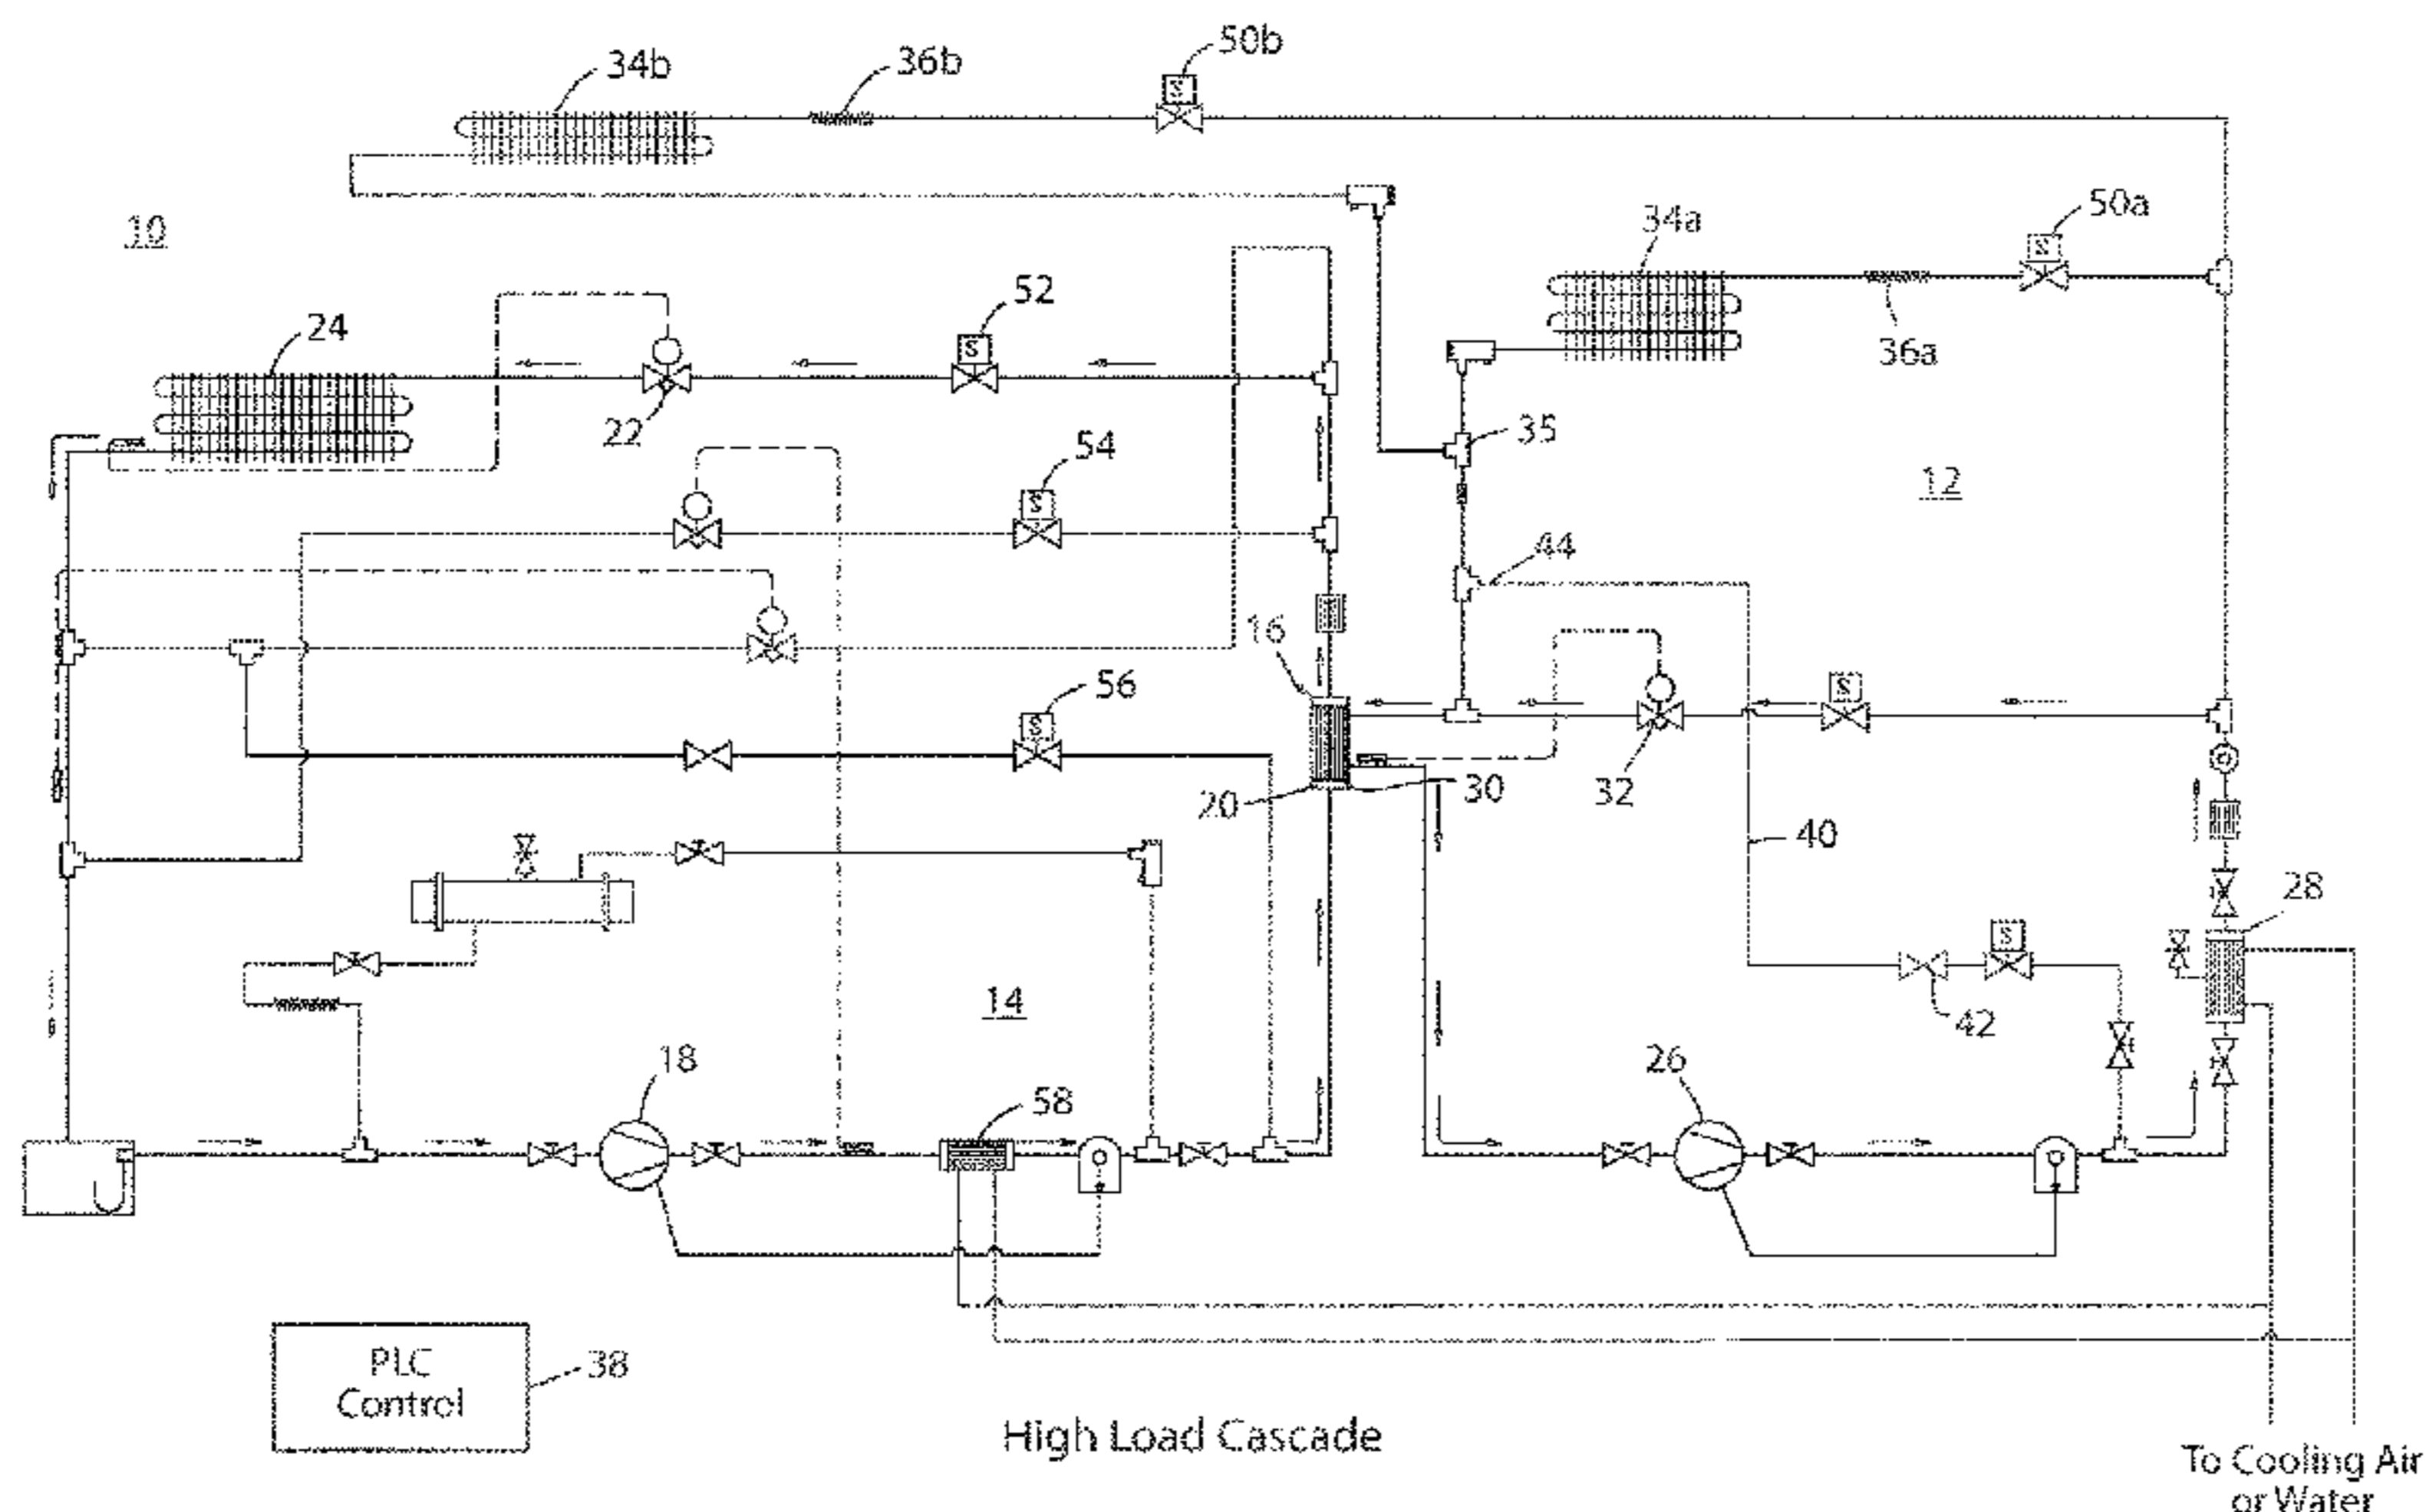 50b
34b
36b
10
34a
50a
52
24
36a
22
35
54
12
S
S
S
S
S
S
S
44
16
56
20
30
32
40
28
14
42
18
58
26
PLC
Control
38
High Load Cascade
To Cooling Air
or Water